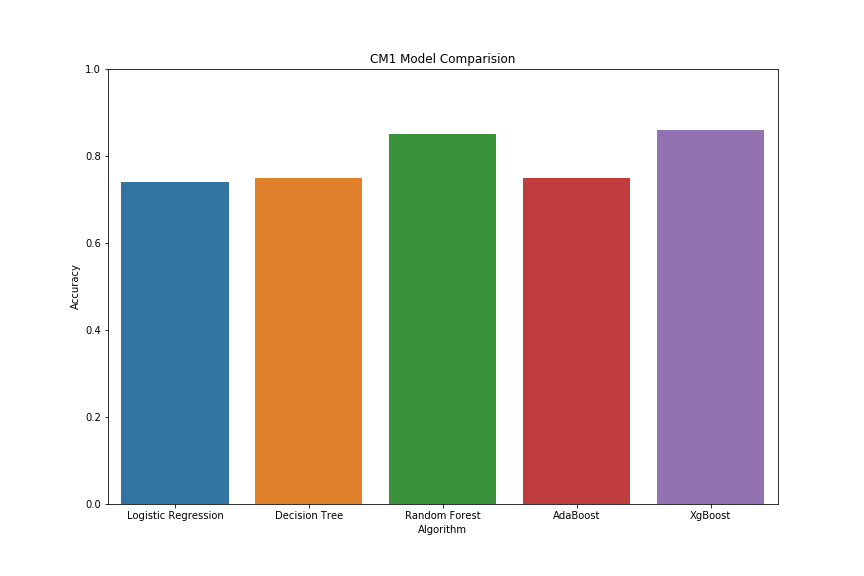 CM1 Model Comparision
1.0
0.8
0.6
0.4
0.2
0.0
Accuracy
Logistic Regression Decision Tree Random Forest AdaBoost XgBoost
Algorithm